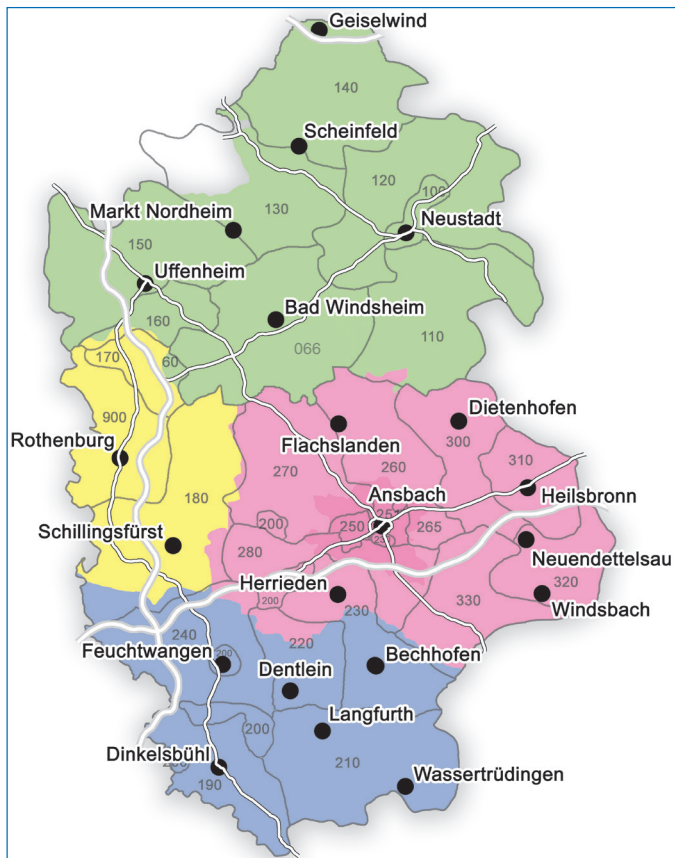 Geiselwind
140
Scheinfeld
120
100
Markt Nordheim
130
Neustadt
150
Uffenheim
Bad Windsheim
160
110
066
170
60
900
Dietenhofen
Flachslanden
300
Rothenburg
270
260
310
180
Ansbach
Heilsbronn
251
200
250
265
Schillingsfürst
280
Neuendettelsau
Herrieden
320
200
230
330
Windsbach
240
220
Feuchtwangen
200
Bechhofen
Dentlein
200
Langfurth
Dinkelsbühl
210
190
Wassertrüdingen